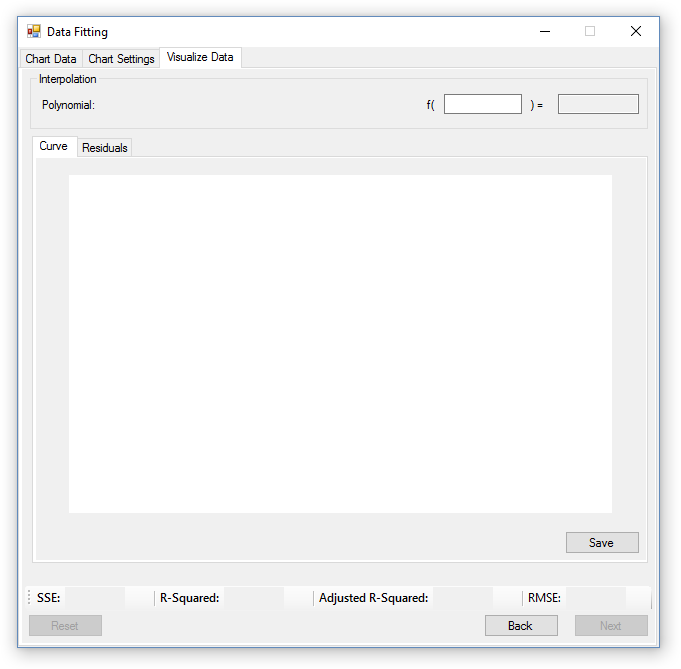 Data Fitting
Chart Data Chart Settings Visualize Data
Interpolation
Polynomial: f( ) =
Curve Residuals
Save
SSE: R-Squared: Adjusted R-Squared: RMSE:
Reset Back Next